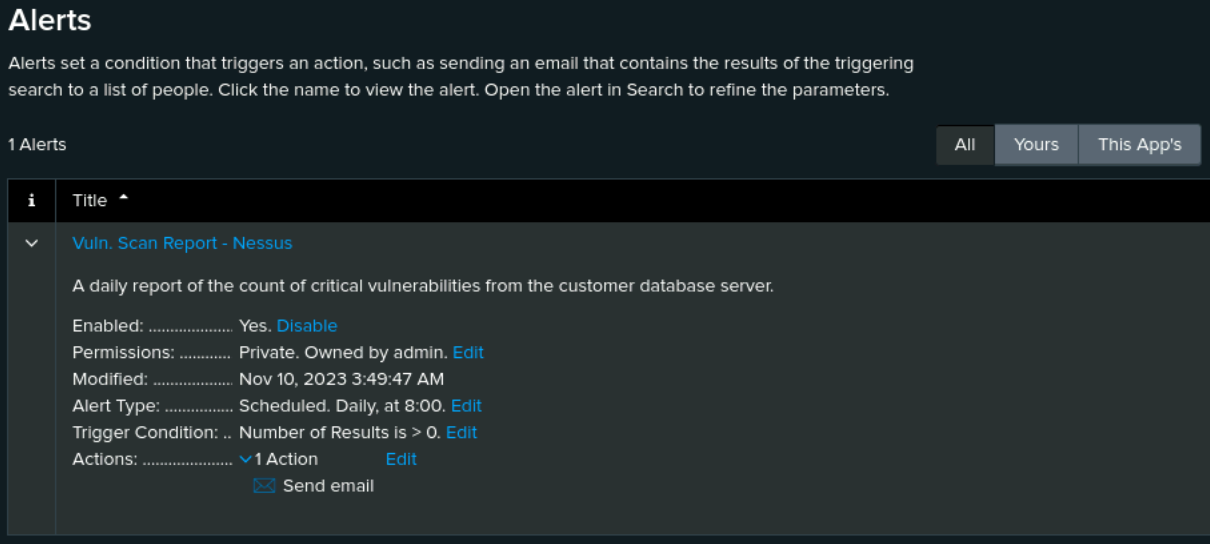 Alerts
Alerts set a condition that triggers an action, such as sending an email that contains the results of the triggering
search to a list of people. Click the name to view the alert. Open the alert in Search to refine the parameters.
1 Alerts
All Yours This App's
i Title
Vuln. Scan Report - Nessus
A daily report of the count of critical vulnerabilities from the customer database server.
Enabled: .................... Yes. Disable
Permissions: ............ Private. Owned by admin. Edit
Modified: ................... Nov 10, 2023 3:49:47 AM
Alert Type: ................ Scheduled. Daily, at 8:00. Edit
Trigger Condition: .. Number of Results is > 0. Edit
Actions: ...................... 1 Action Edit
Send email